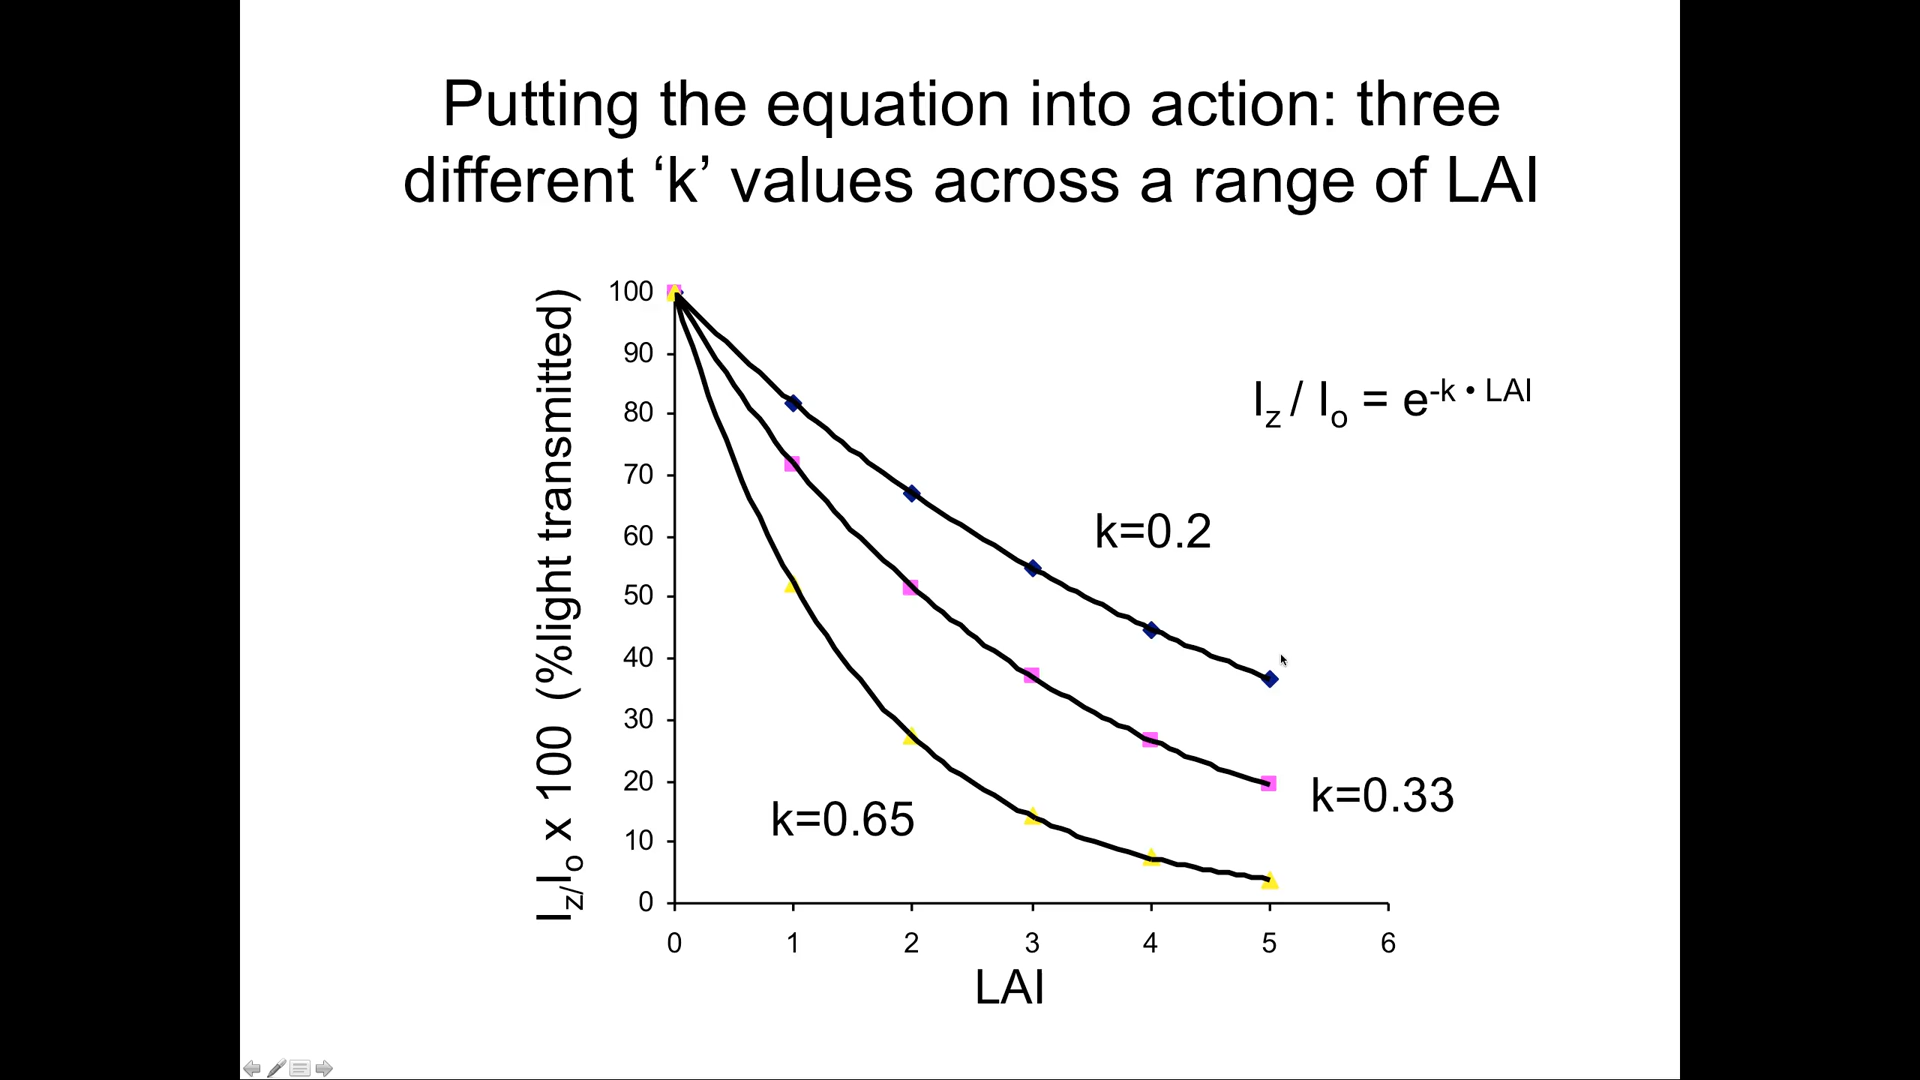 Putting the equation into action: three
different ‘k’ values across a range of LAI
Iz/Io x 100 (%light transmitted)
100
90
80
70
60
50
40
30
20
10
0
Iz / Io = e-k • LAI
k=0.2
k=0.33
k=0.65
0 1 2 3 4 5 6
LAI